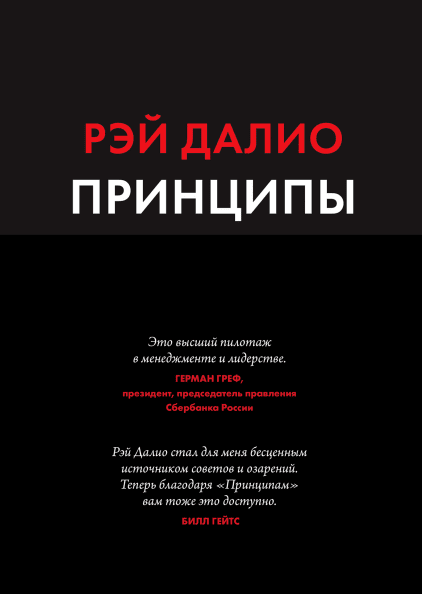 РЭЙ ДАЛИО
ПРИНЦИПЫ
Это высший пилотаж
в менеджменте и лидерстве.
ГЕРМАН ГРЕФ,
президент, председатель правления
Сбербанка России
Рэй Далио стал для меня бесценным
источником советов и озарений.
Теперь благодаря «Принципам»
вам тоже это доступно.
БИЛЛ ГЕЙТС